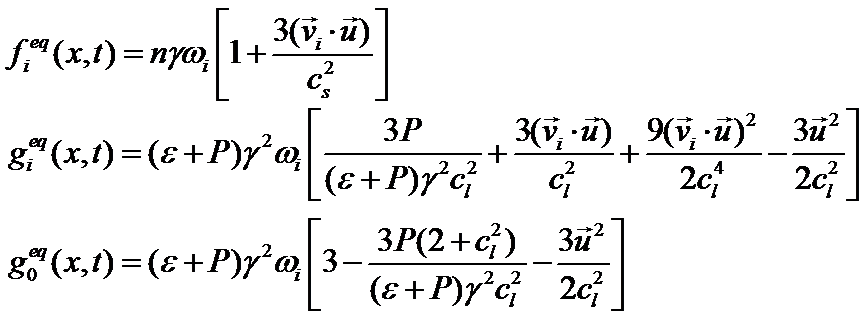 f_i^{eq}(x,t) = nγω_i[1 + 3(v⃗_i · u⃗)/c_s^2]
g_i^{eq}(x,t) = (ε + P)γ^2 ω_i[3P/((ε + P)γ^2 c_l^2) + 3(v⃗_i · u⃗)/c_l^2 + 9(v⃗_i · u⃗)^2/(2c_l^4) − 3u⃗^2/(2c_l^2)]
g_0^{eq}(x,t) = (ε + P)γ^2 ω_i[3 − 3P(2 + c_l^2)/((ε + P)γ^2 c_l^2) − 3u⃗^2/(2c_l^2)]